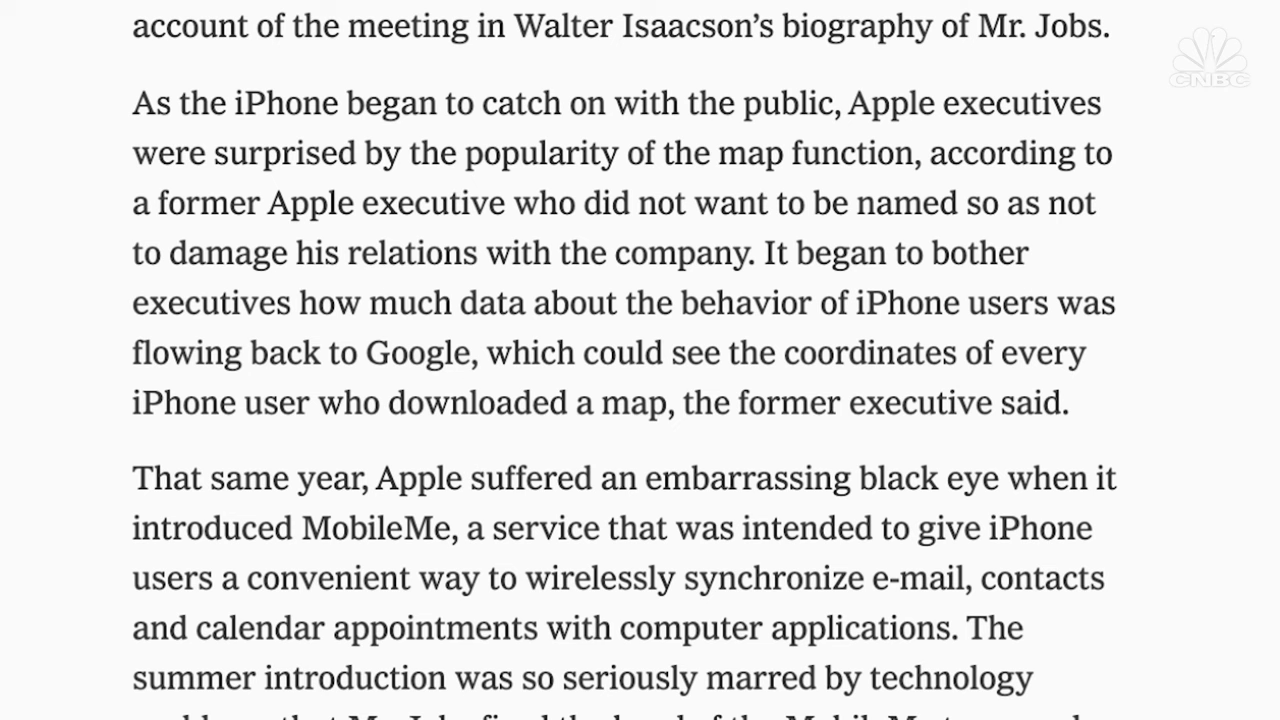 account of the meeting in Walter Isaacson’s biography of Mr. Jobs.
CNBC
As the iPhone began to catch on with the public, Apple executives
were surprised by the popularity of the map function, according to
a former Apple executive who did not want to be named so as not
to damage his relations with the company. It began to bother
executives how much data about the behavior of iPhone users was
flowing back to Google, which could see the coordinates of every
iPhone user who downloaded a map, the former executive said.
That same year, Apple suffered an embarrassing black eye when it
introduced MobileMe, a service that was intended to give iPhone
users a convenient way to wirelessly synchronize e-mail, contacts
and calendar appointments with computer applications. The
summer introduction was so seriously marred by technology